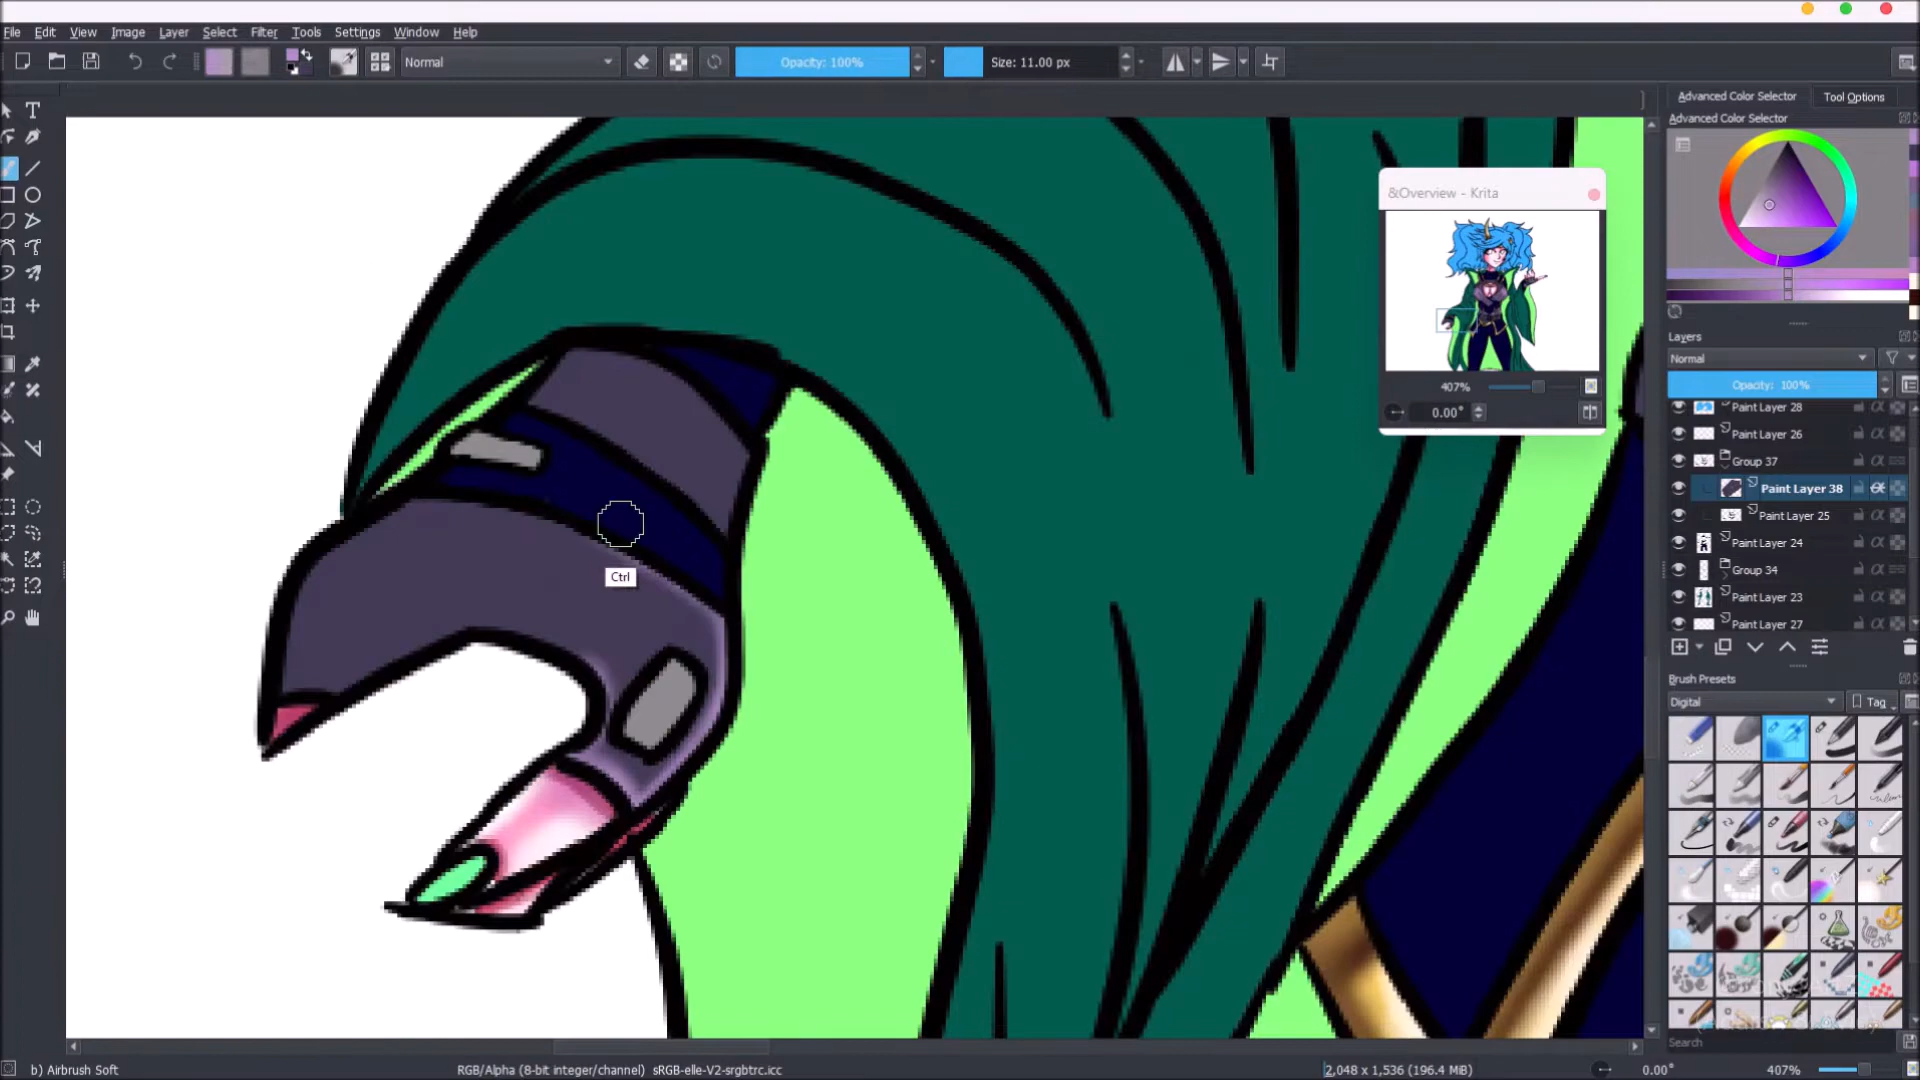 File Edit View Image Layer Select Filter Tools Settings Window Help
Normal
Opacity: 100%
Size: 11.00 px
Advanced Color Selector
Tool Options
Advanced Color Selector
&Overview - Krita
407%
0.00°
Ctrl
Layers
Normal
Opacity: 100%
Paint Layer 28
Paint Layer 26
Group 37
Paint Layer 38
Paint Layer 25
Paint Layer 24
Group 34
Paint Layer 23
Paint Layer 27
Brush Presets
Digital
Tag
Search
b) Airbrush Soft
RGB/Alpha (8-bit integer/channel) sRGB-elle-V2-srgbtrc.icc
2,048 x 1,536 (196.4 MiB)
0.00°
407%